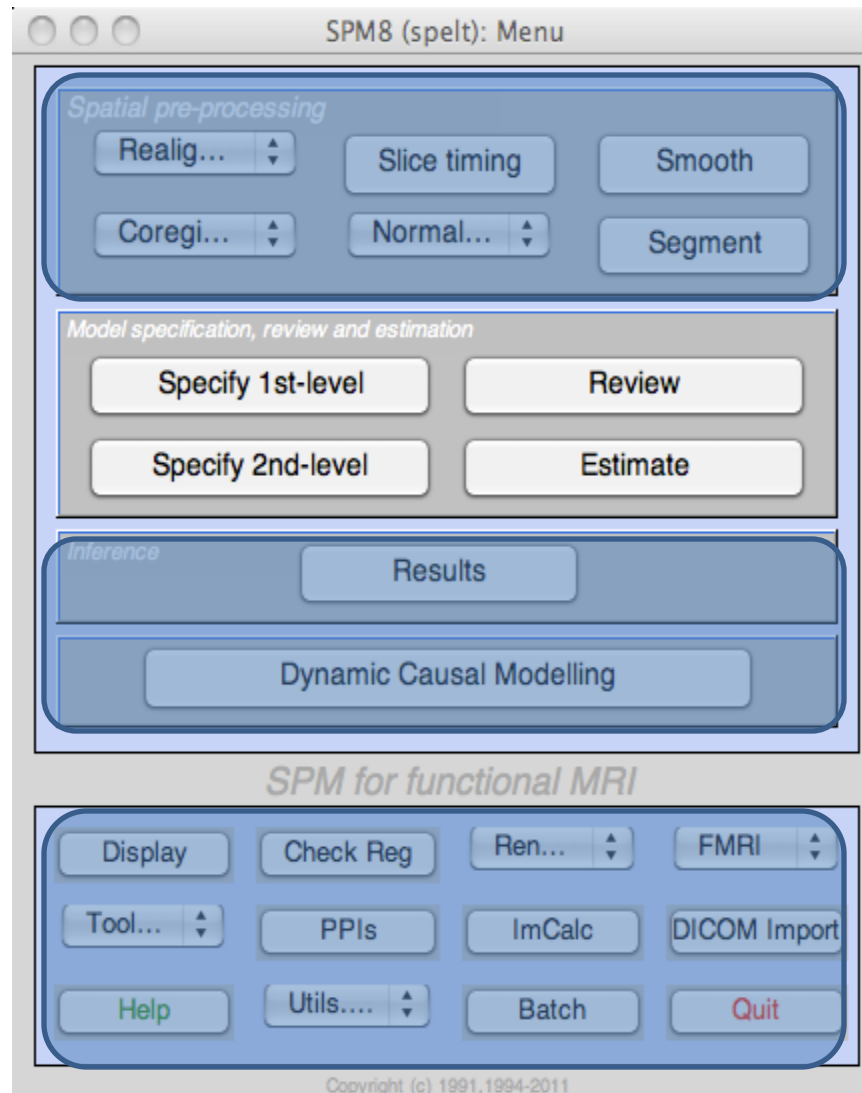 SPM8 (spelt): Menu
Spatial pre-processing
Realig... Slice timing Smooth
Coregi... Normal... Segment
Model specification, review and estimation
Specify 1st-level Review
Specify 2nd-level Estimate
Inference
Results
Dynamic Causal Modelling
SPM for functional MRI
Display Check Reg Ren... FMRI
Tool... PPIs ImCalc DICOM Import
Help Utils.... Batch Quit
Copyright (c) 1991,1994-2011